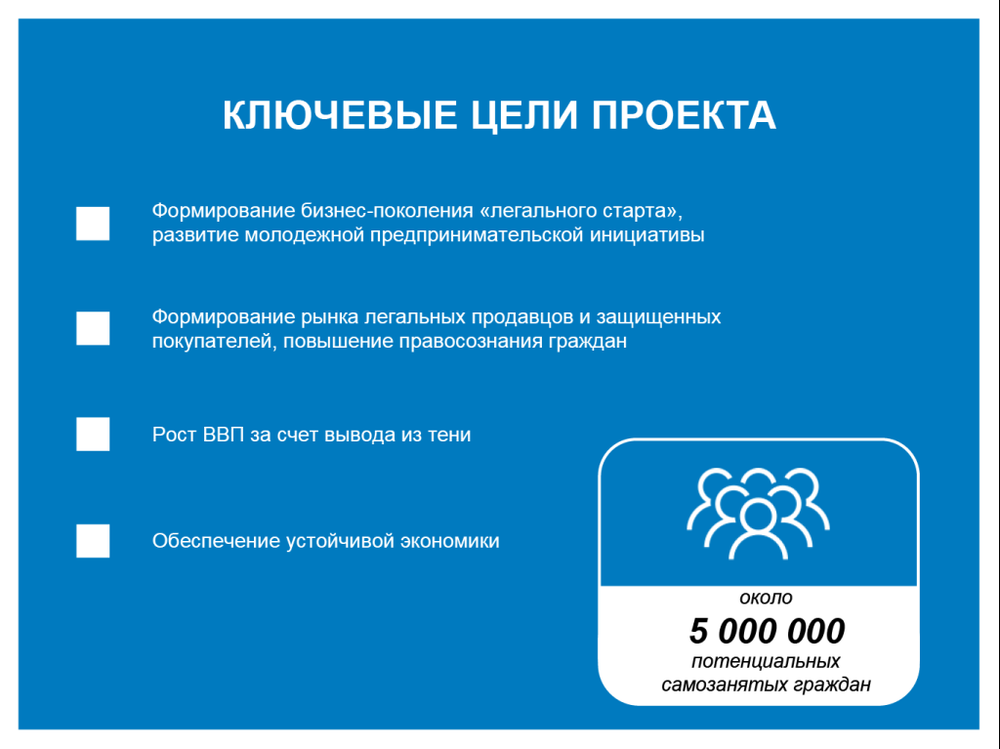 КЛЮЧЕВЫЕ ЦЕЛИ ПРОЕКТА
Формирование бизнес-поколения «легального старта»,
развитие молодежной предпринимательской инициативы
Формирование рынка легальных продавцов и защищенных
покупателей, повышение правосознания граждан
Рост ВВП за счет вывода из тени
Обеспечение устойчивой экономики
около
5 000 000
потенциальных
самозанятых граждан